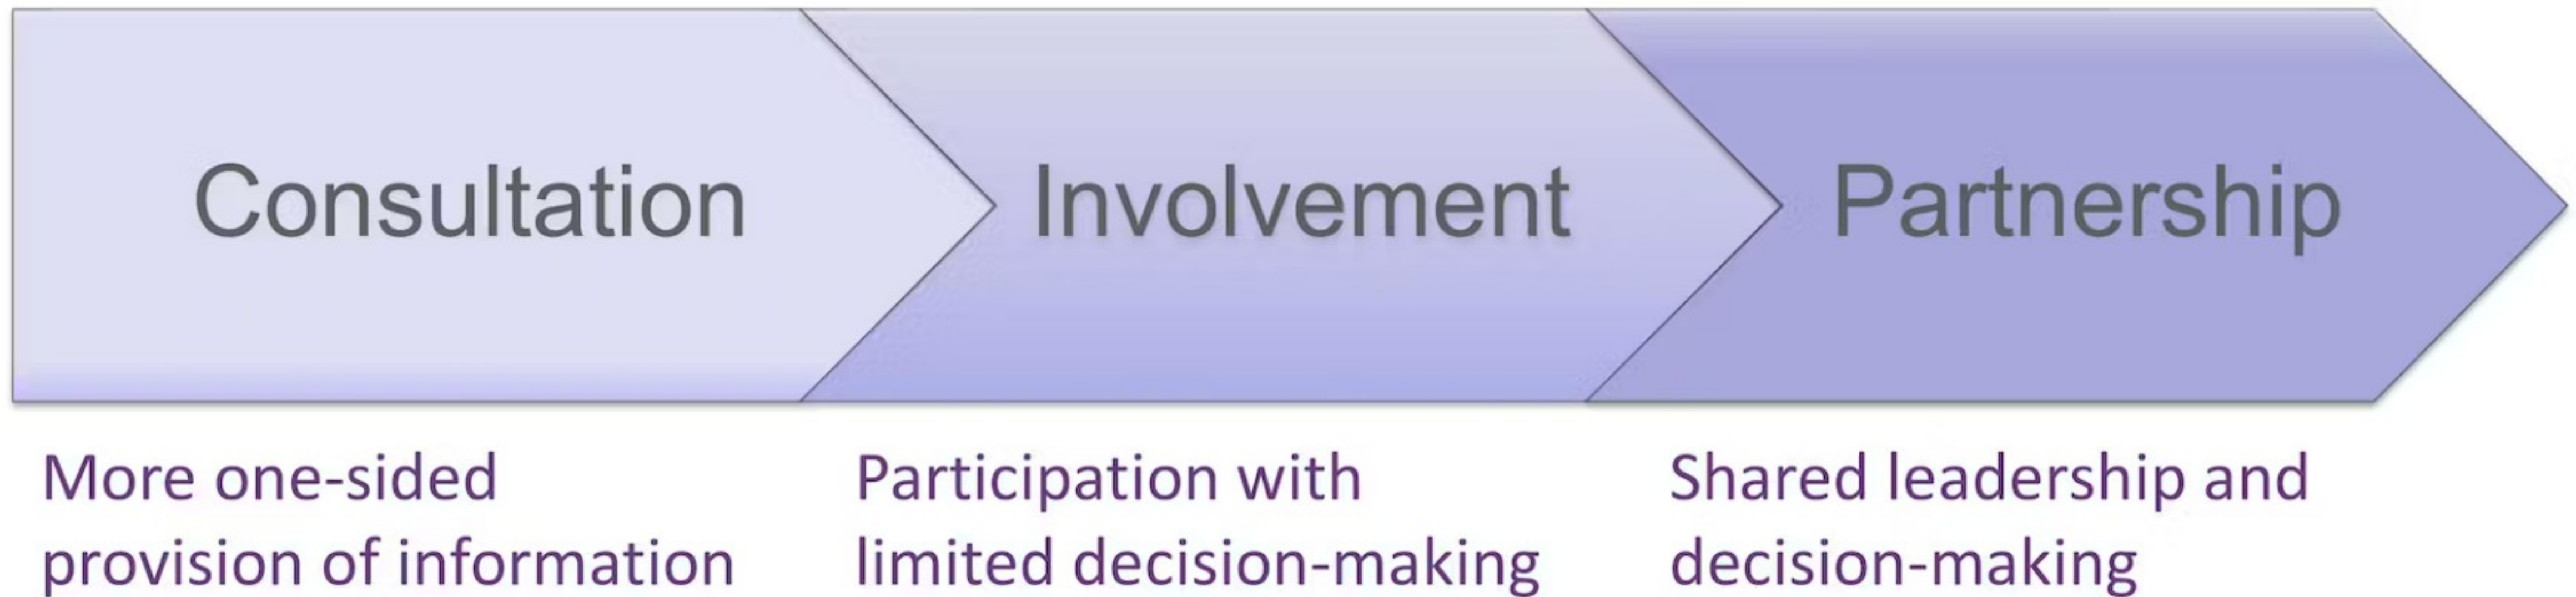 Consultation
Involvement
Partnership
More one-sided
provision of information
Participation with
limited decision-making
Shared leadership and
decision-making